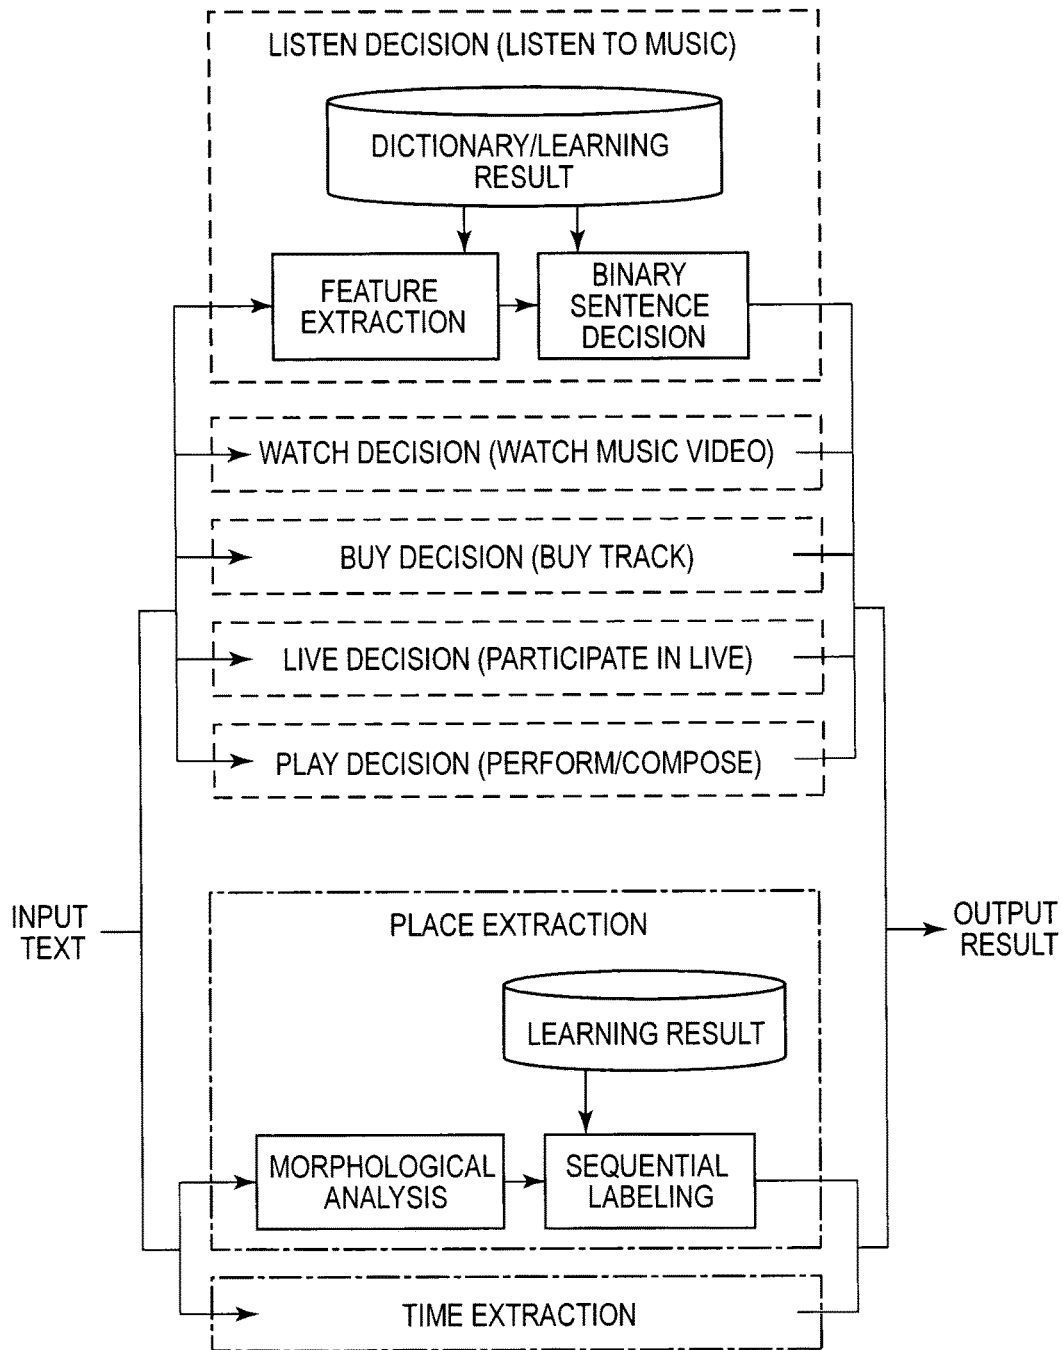 LISTEN DECISION (LISTEN TO MUSIC)
DICTIONARY/LEARNING
RESULT
FEATURE
EXTRACTION
BINARY
SENTENCE
DECISION
WATCH DECISION (WATCH MUSIC VIDEO)
BUY DECISION (BUY TRACK)
LIVE DECISION (PARTICIPATE IN LIVE)
PLAY DECISION (PERFORM/COMPOSE)
INPUT
TEXT
PLACE EXTRACTION
OUTPUT
RESULT
LEARNING RESULT
MORPHOLOGICAL
ANALYSIS
SEQUENTIAL
LABELING
TIME EXTRACTION